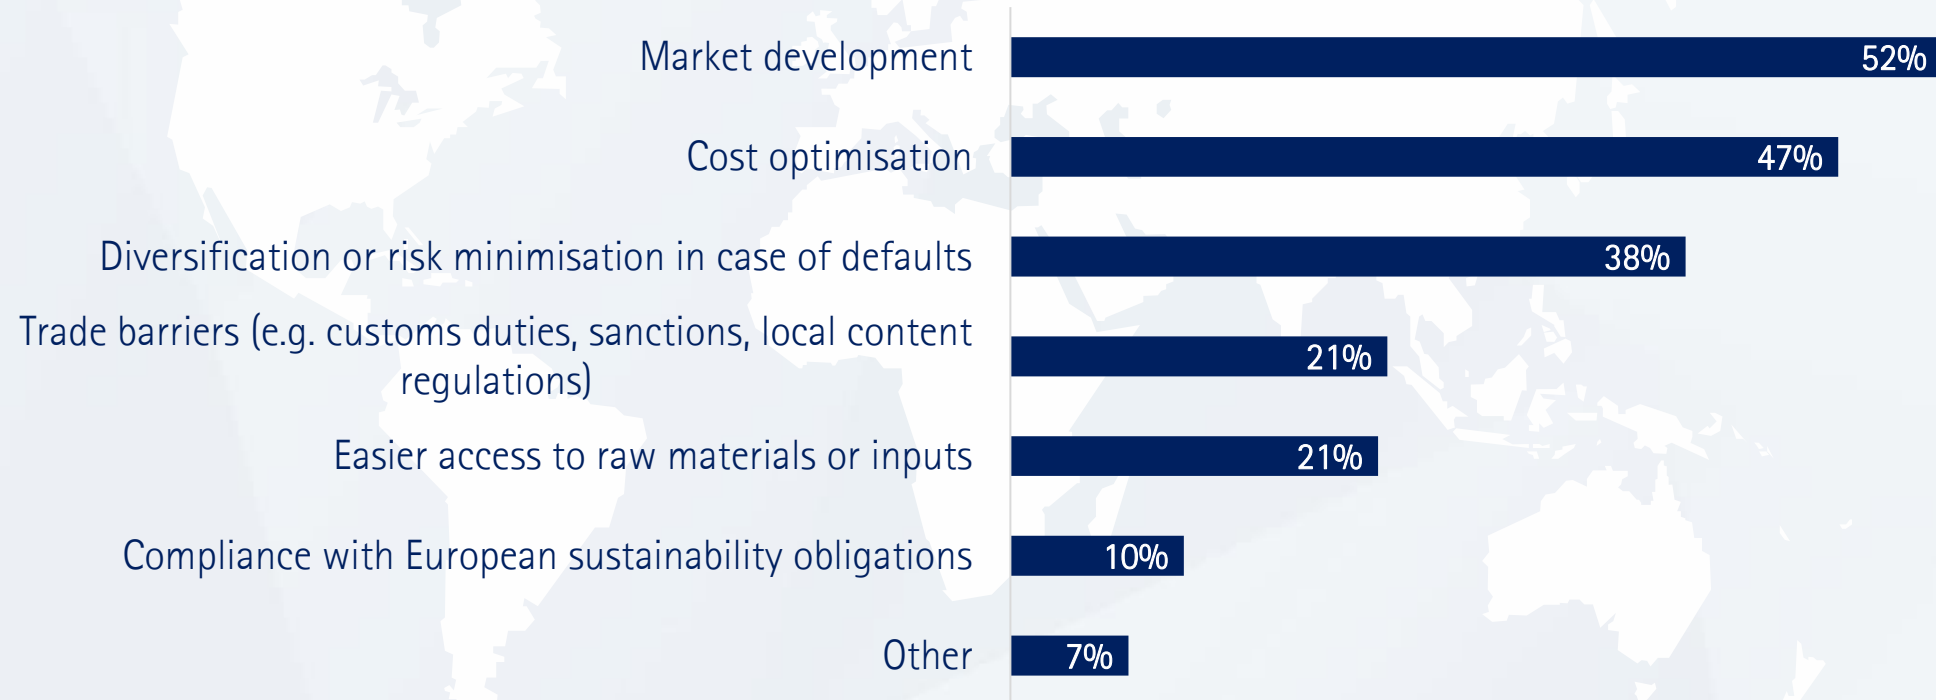 Market development 52%
Cost optimisation 47%
Diversification or risk minimisation in case of defaults 38%
Trade barriers (e.g. customs duties, sanctions, local content
regulations) 21%
Easier access to raw materials or inputs 21%
Compliance with European sustainability obligations 10%
Other 7%